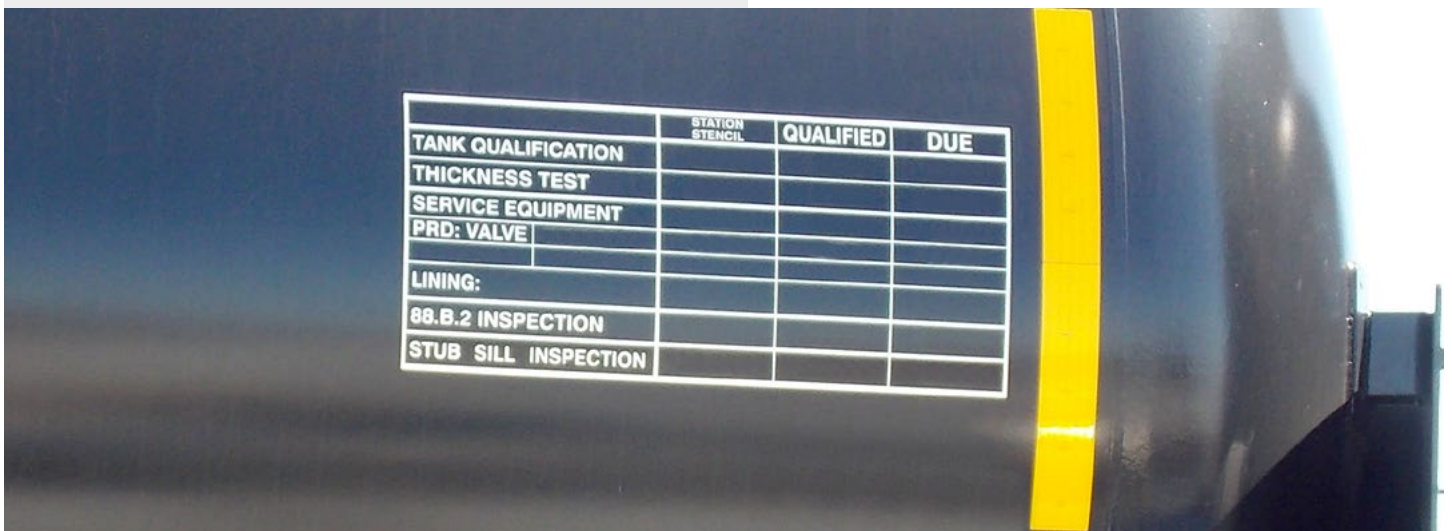 STATION
STENCIL
QUALIFIED
DUE
TANK QUALIFICATION
THICKNESS TEST
SERVICE EQUIPMENT
PRD: VALVE
LINING:
88.B.2 INSPECTION
STUB SILL INSPECTION